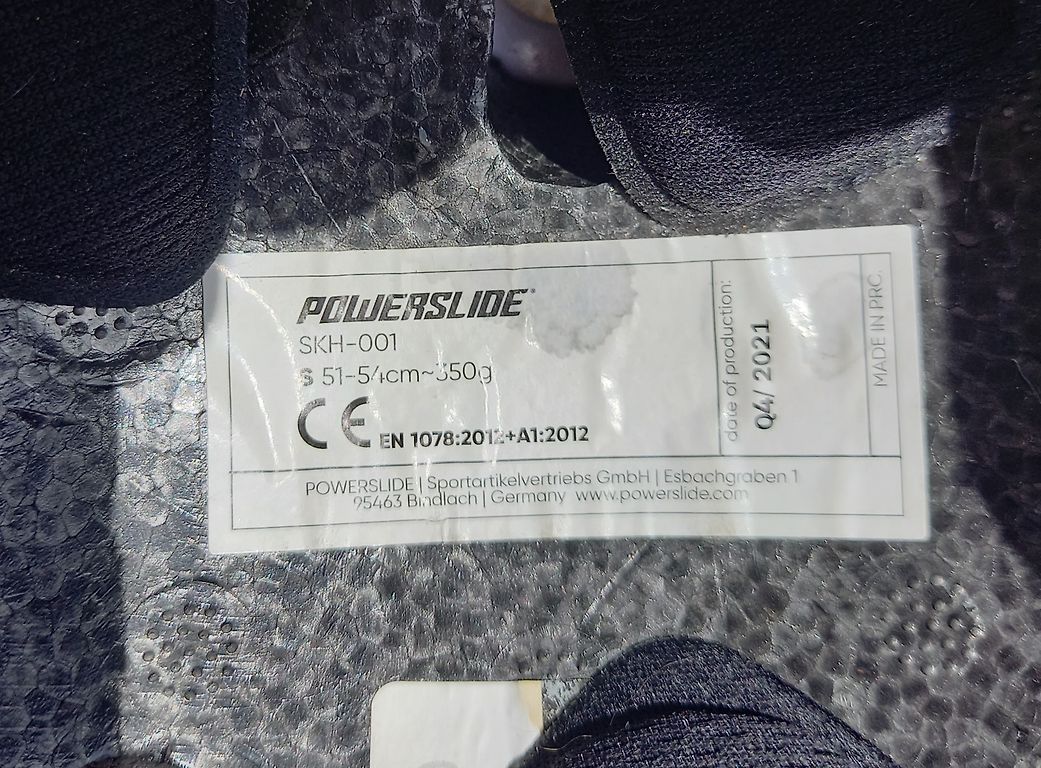 POWERSLIDE
SKH-001
S 51-54cm~350g
CE EN 1078:2012+A1:2012
date of production:
04/ 2021
MADE IN PRC.
POWERSLIDE | Sportartikelvertriebs GmbH | Esbachgraben 1
95463 Bindlach | Germany www.powerslide.com